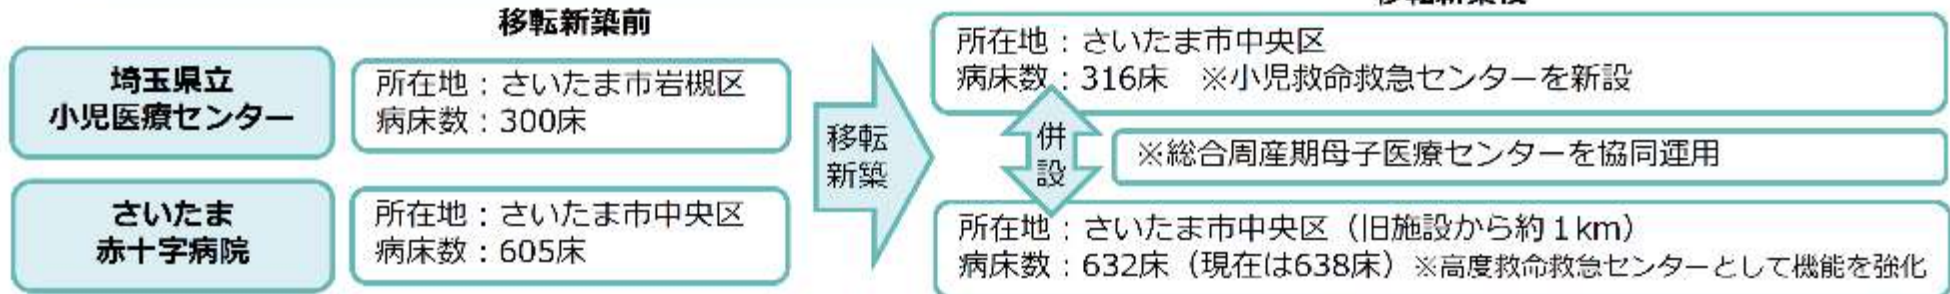 移転新築前
埼玉県立
小児医療センター
所在地：さいたま市岩槻区
病床数：300床
さいたま
赤十字病院
所在地：さいたま市中央区
病床数：605床
移転
新築
所在地：さいたま市中央区
病床数：316床　※小児救命救急センターを新設
併
設
※総合周産期母子医療センターを協同運用
所在地：さいたま市中央区（旧施設から約１km）
病床数：632床（現在は638床）※高度救命救急センターとして機能を強化